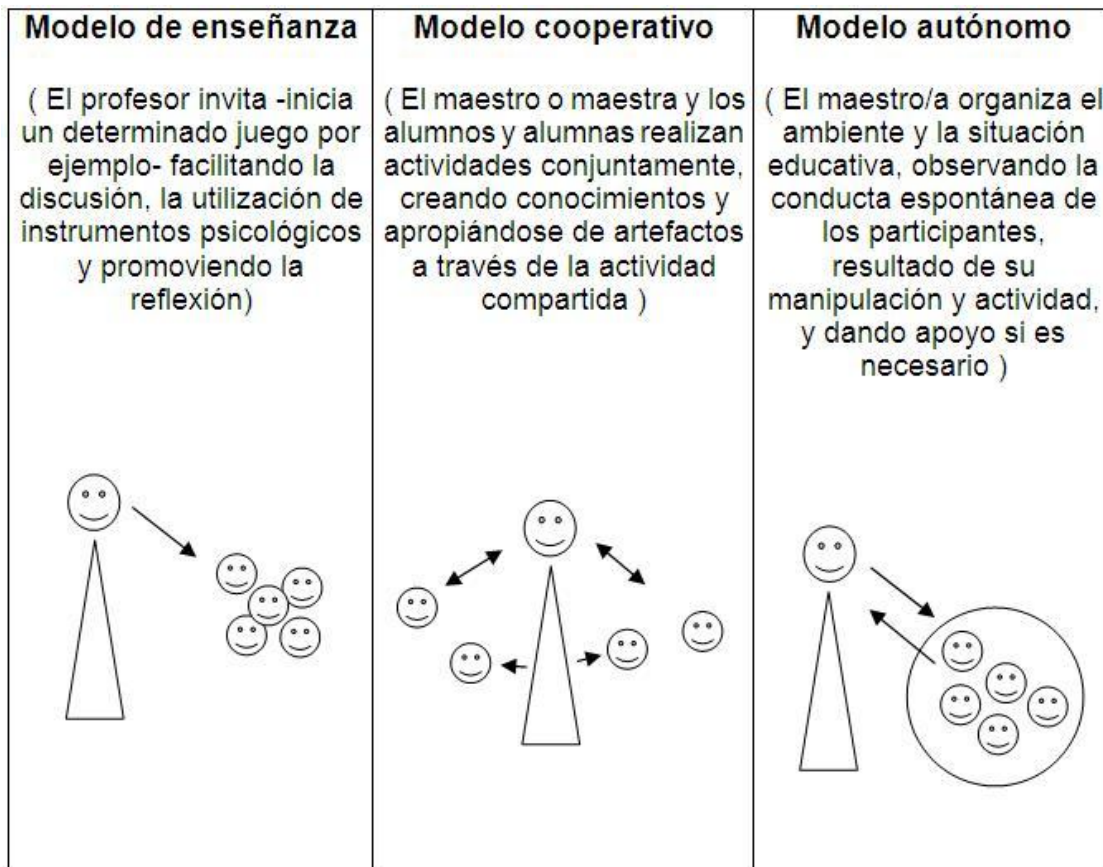 Modelo de enseñanza
( El profesor invita -inicia
un determinado juego por
ejemplo- facilitando la
discusión, la utilización de
instrumentos psicológicos
y promoviendo la
reflexión)
Modelo cooperativo
( El maestro o maestra y los
alumnos y alumnas realizan
actividades conjuntamente,
creando conocimientos y
apropiándose de artefactos
a través de la actividad
compartida )
Modelo autónomo
( El maestro/a organiza el
ambiente y la situación
educativa, observando la
conducta espontánea de
los participantes,
resultado de su
manipulación y actividad,
y dando apoyo si es
necesario )